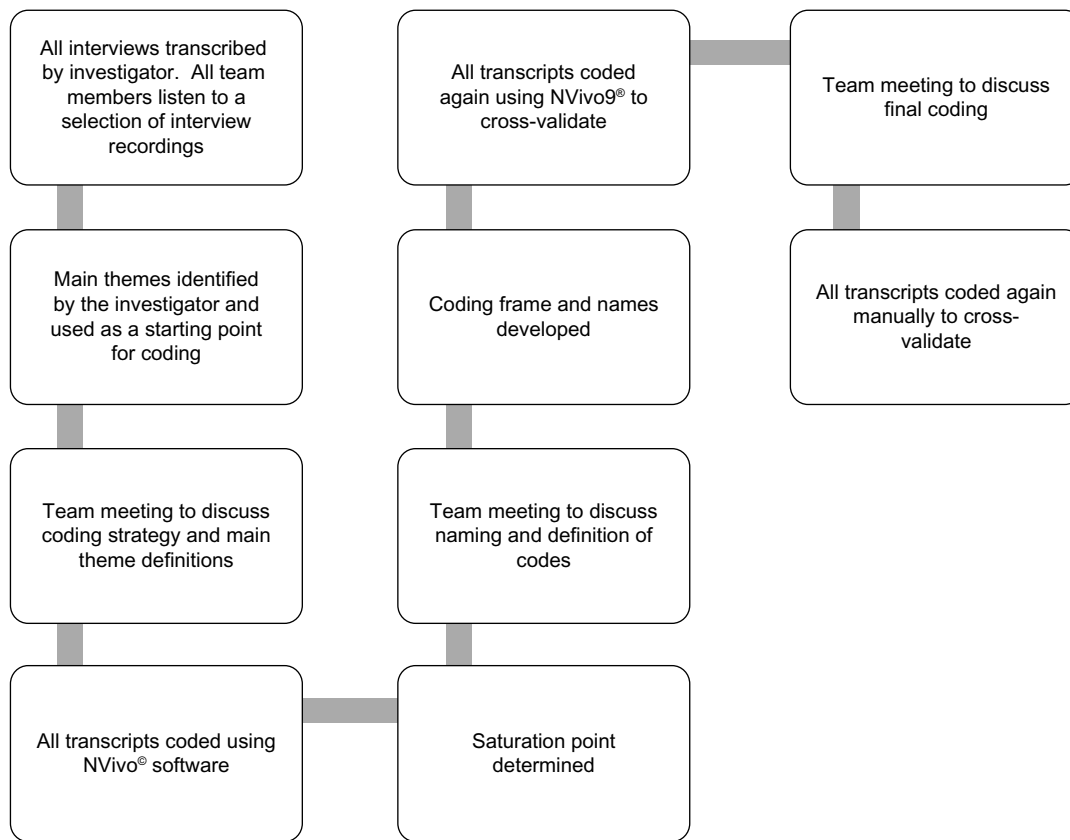 All interviews transcribed
by investigator.  All team
members listen to a
selection of interview
recordings
Main themes identified
by the investigator and
used as a starting point
for coding
Team meeting to discuss
coding strategy and main
theme definitions
All transcripts coded using
NVivo© software
Saturation point
determined
Team meeting to discuss
naming and definition of
codes
Coding frame and names
developed
All transcripts coded
again using NVivo9® to
cross-validate
Team meeting to discuss
final coding
All transcripts coded again
manually to cross-
validate